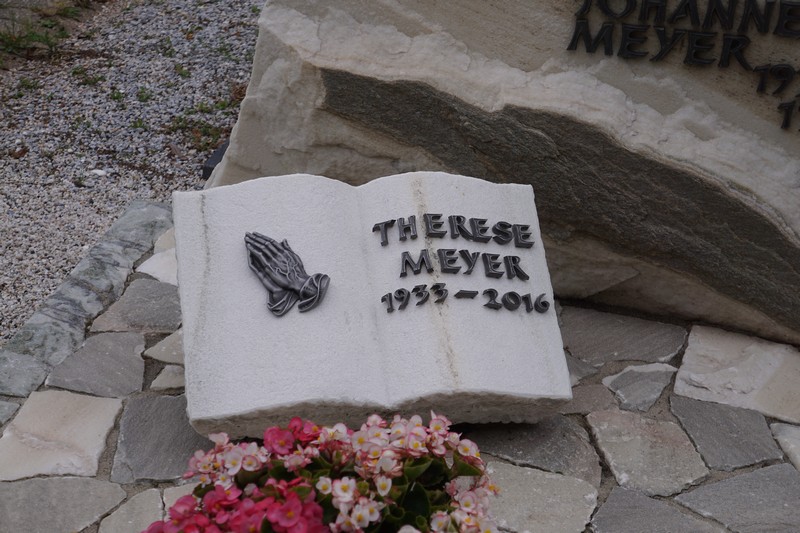 MEYER
THERESE
MEYER
1933 – 2016